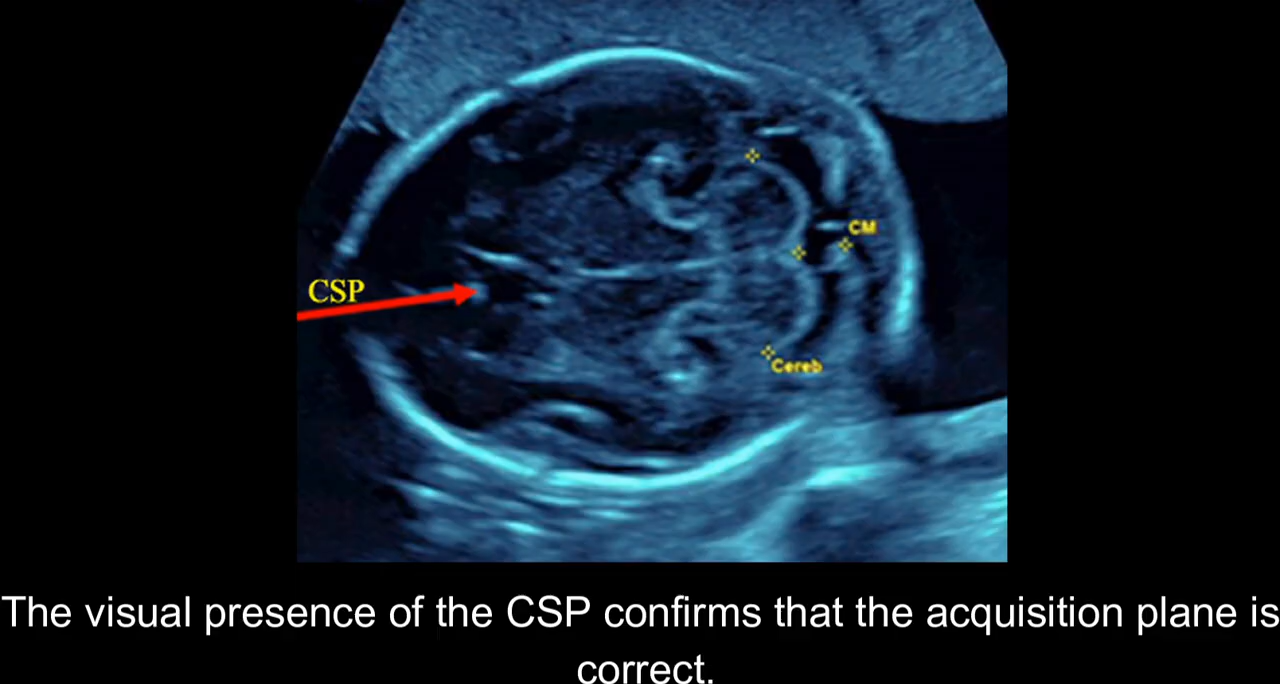 CM
CSP
Cereb
The visual presence of the CSP confirms that the acquisition plane is
correct.